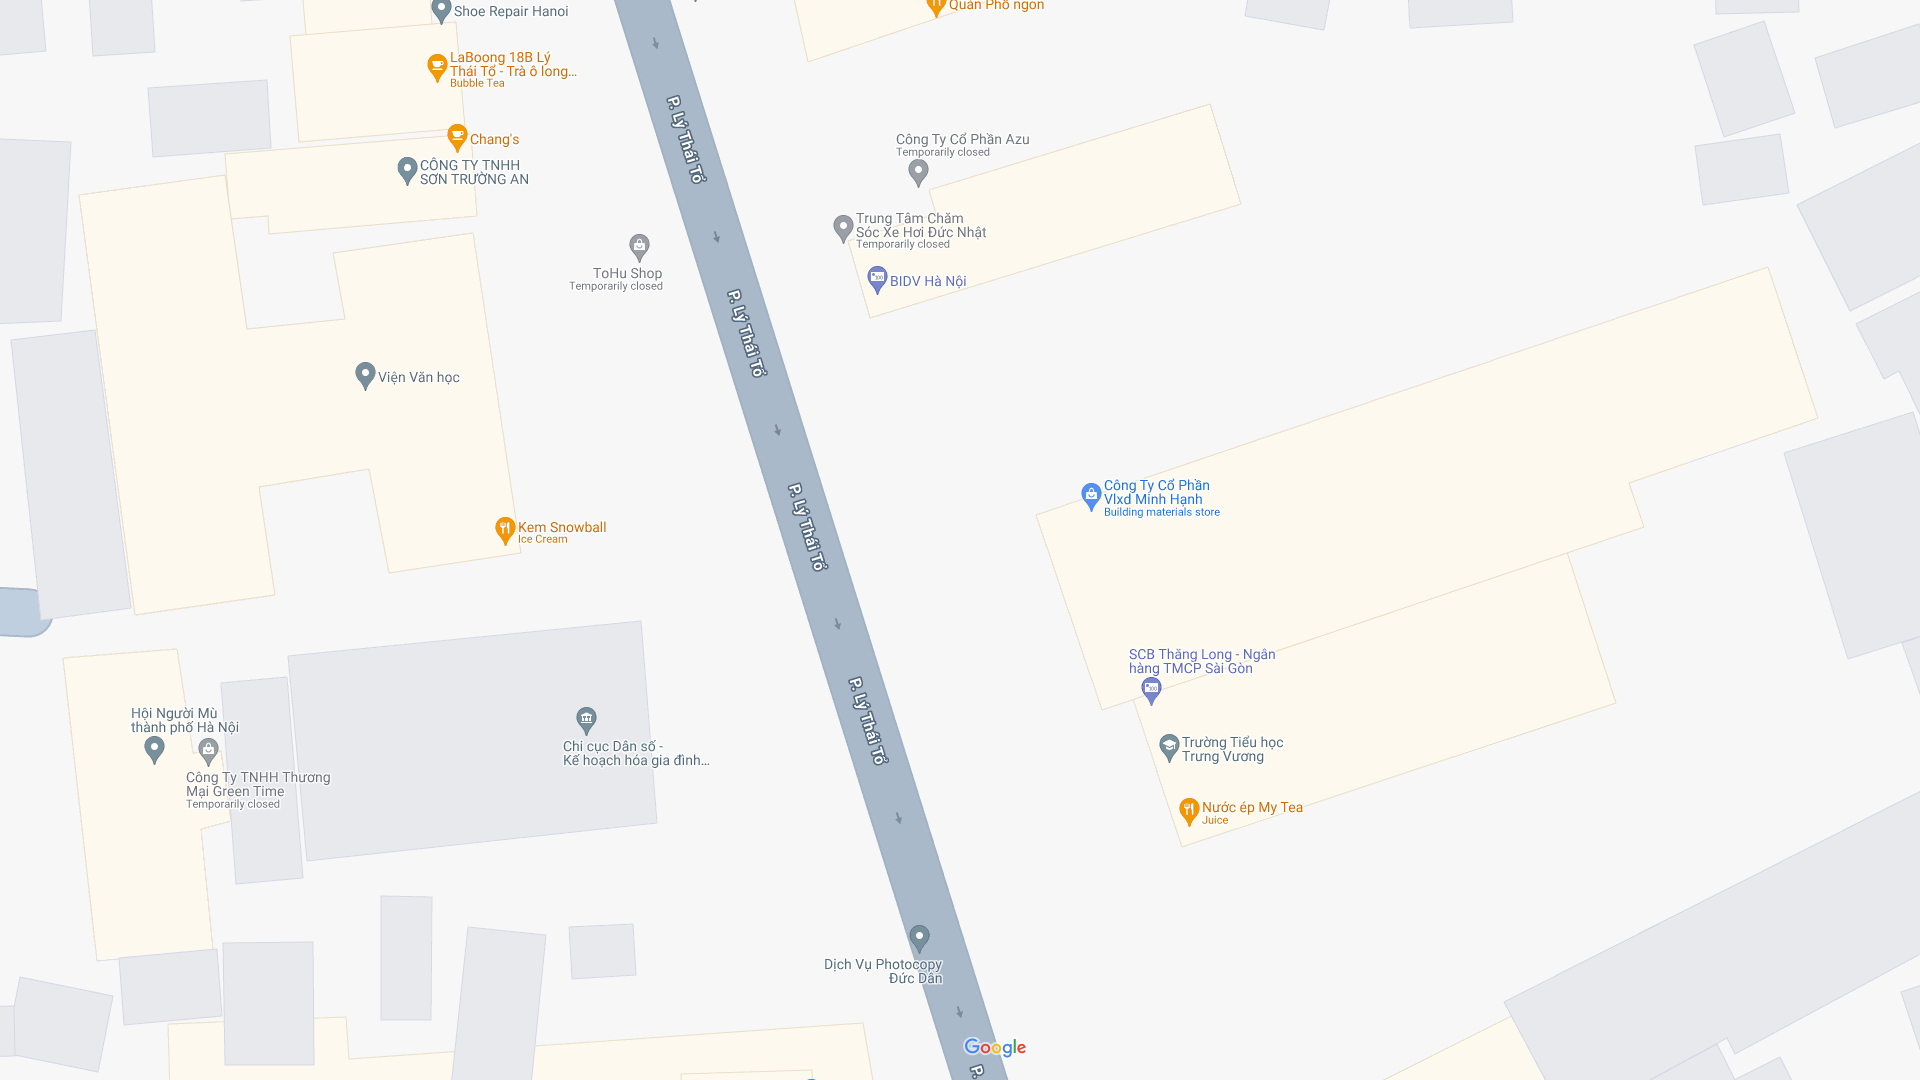 Shoe Repair Hanoi
Quán Phố ngon
LaBoong 18B Lý
Thái Tổ - Trà ô long...
Bubble Tea
Chang's
CÔNG TY TNHH
SƠN TRƯỜNG AN
P. Lý Thái Tổ
Công Ty Cổ Phần Azu
Temporarily closed
Trung Tâm Chăm
Sóc Xe Hơi Đức Nhật
Temporarily closed
BIDV Hà Nội
ToHu Shop
Temporarily closed
P. Lý Thái Tổ
Viện Văn học
Kem Snowball
Ice Cream
P. Lý Thái Tổ
Công Ty Cổ Phần
Vlxd Minh Hạnh
Building materials store
SCB Thăng Long - Ngân
hàng TMCP Sài Gòn
P. Lý Thái Tổ
Hội Người Mù
thành phố Hà Nội
Công Ty TNHH Thương
Mại Green Time
Temporarily closed
Chi cục Dân số -
Kế hoạch hóa gia đình...
Trường Tiểu học
Trưng Vương
Nước ép My Tea
Juice
Dịch Vụ Photocopy
Đức Dân
Google
P.